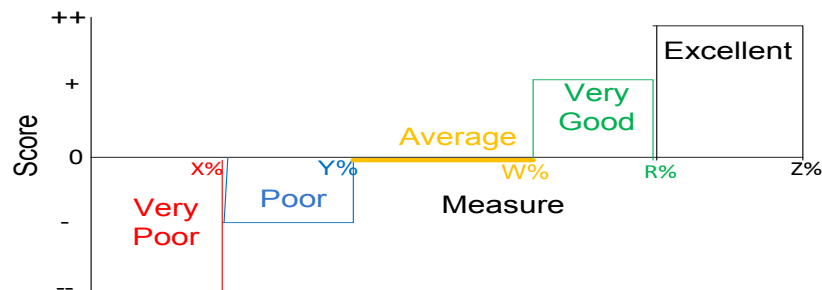 ++
Excellent
+
Very
Good
Average
Score
0
X%
Y%
W%
R%
Z%
Very
Poor
Poor
Measure
-
--